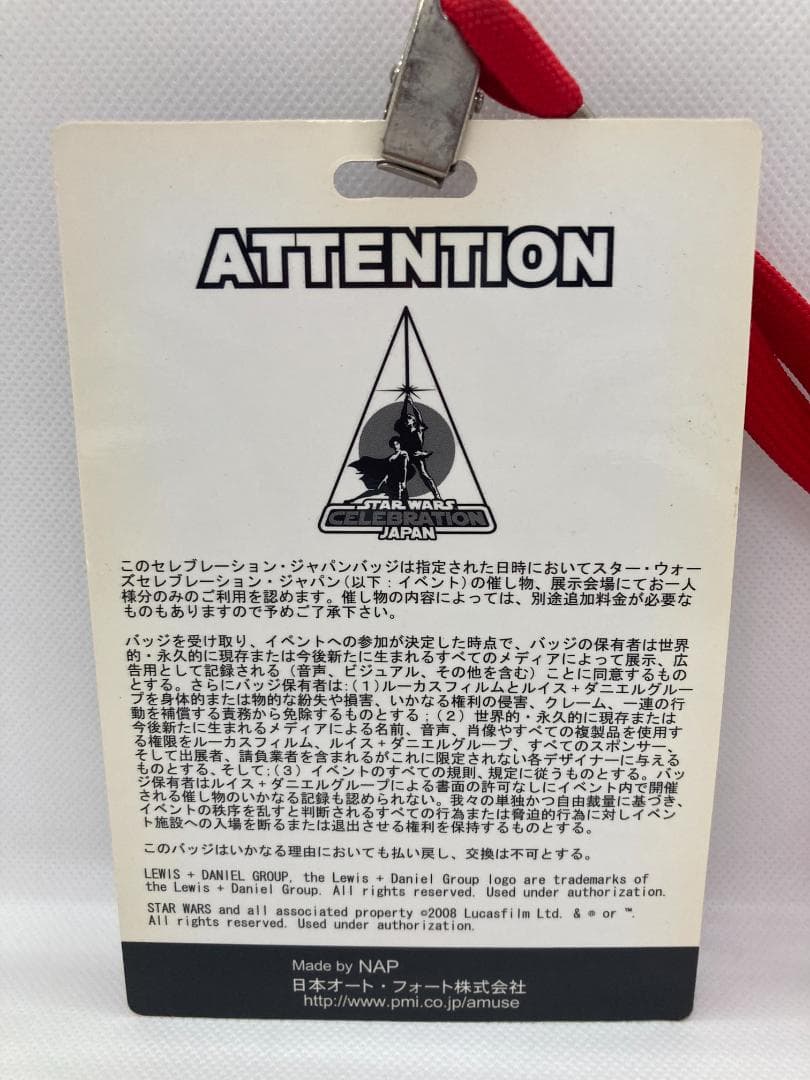 ATTENTION
STAR WARS
CELEBRATION
JAPAN
このセレブレーション・ジャパンバッジは指定された日時においてスター・ウォー
ズセレブレーション・ジャパン(以下:イベント)の催し物、展示会場にてお一人
様分のみのご利用を認めます。催し物の内容によっては、別途追加料金が必要な
ものもありますので予めご了承下さい。
バッジを受け取り、イベントへの参加が決定した時点で、バッジの保有者は世界
的・永久的に現存または今後新たに生まれるすべてのメディアによって展示、広
告用として記録される(音声、ビジュアル、その他を含む)ことに同意するもの
とする。さらにバッジ保有者は:(1)ルーカスフィルムとルイス+ダニエルグルー
プを身体的または物的な紛失や損害、いかなる権利の侵害、クレーム、一連の行
動を補償する責務から免除するものとする;(2) 世界的・永久的に現存または
今後新たに生まれるメディアによる名前、音声、肖像やすべての複製品を使用す
る権限をルーカスフィルム、ルイス+ダニエルグループ、すべてのスポンサー、
そして出展者、請負業者を含まれるがこれに限定されない各デザイナーに与える
ものとする、そして;(3) イベントのすべての規則、規定に従うものとする。バッ
ジ保有者はルイス+ダニエルグループによる書面の許可なしにイベント内で開催
される催し物のいかなる記録も認められない。我々の単独かつ自由裁量に基づき、
イベントの秩序を乱すと判断されるすべての行為または脅迫的行為に対しイベン
ト施設への入場を断るまたは退出させる権利を保持するものとする。
このバッジはいかなる理由においても払い戻し、交換は不可とする。
LEWIS + DANIEL GROUP, the Lewis + Daniel Group logo are trademarks of
the Lewis + Daniel Group. All rights reserved. Used under authorization.
STAR WARS and all associated property ©2008 Lucasfilm Ltd. & ® or ™.
All rights reserved. Used under authorization.
Made by NAP
日本オート・フォート株式会社
http://www.pmi.co.jp/amuse